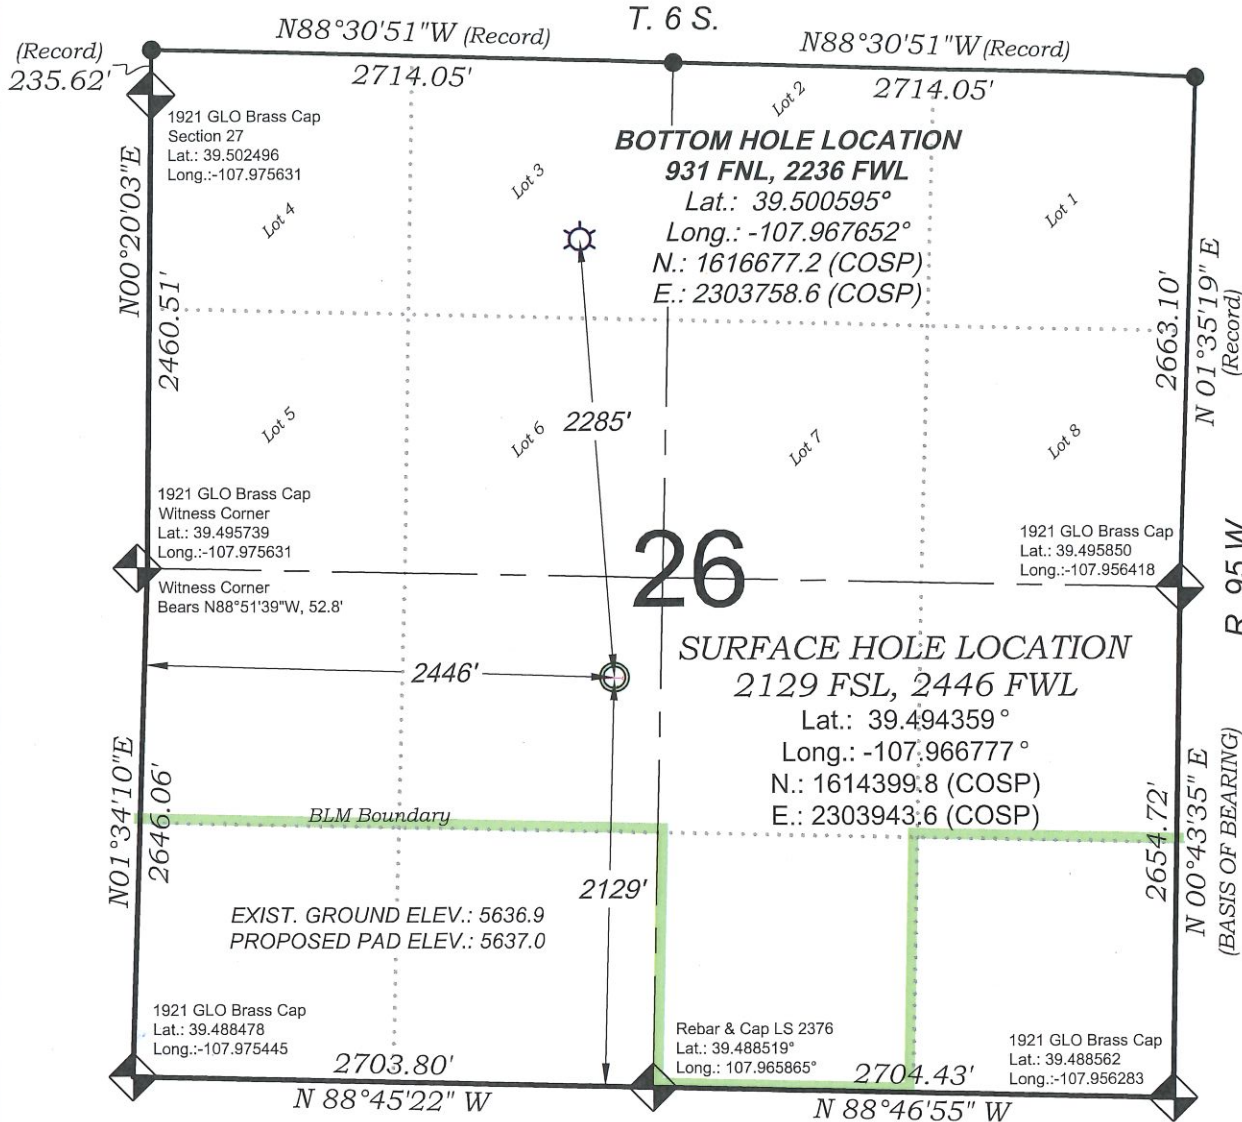 T. 6 S.
N88°30'51"W (Record)
N88°30'51"W (Record)
(Record)
235.62'
2714.05'
2714.05'
1921 GLO Brass Cap
Section 27
Lat.: 39.502496
Long.:-107.975631
Lot 2
BOTTOM HOLE LOCATION
931 FNL, 2236 FWL
Lat.: 39.500595°
Long.: -107.967652°
N.: 1616677.2 (COSP)
E.: 2303758.6 (COSP)
Lot 3
Lot 4
Lot 1
N00°20'03"E
2460.51'
2663.10'
N 01°35'19" E
(Record)
2285'
Lot 5
Lot 6
Lot 7
Lot 8
1921 GLO Brass Cap
Witness Corner
Lat.: 39.495739
Long.:-107.975631
Witness Corner
Bears N88°51'39"W, 52.8'
26
1921 GLO Brass Cap
Lat.: 39.495850
Long.:-107.956418
R. 95 W
SURFACE HOLE LOCATION
2129 FSL, 2446 FWL
Lat.: 39.494359°
Long.: -107.966777°
N.: 1614399.8 (COSP)
E.: 2303943.6 (COSP)
2446'
N01°34'10"E
2646.06'
BLM Boundary
2654.72'
N 00°43'35" E
(BASIS OF BEARING)
2129'
EXIST. GROUND ELEV.: 5636.9
PROPOSED PAD ELEV.: 5637.0
1921 GLO Brass Cap
Lat.: 39.488478
Long.:-107.975445
Rebar & Cap LS 2376
Lat.: 39.488519°
Long.: 107.965865°
1921 GLO Brass Cap
Lat.: 39.488562
Long.:-107.956283
2703.80'
2704.43'
N 88°45'22" W
N 88°46'55" W